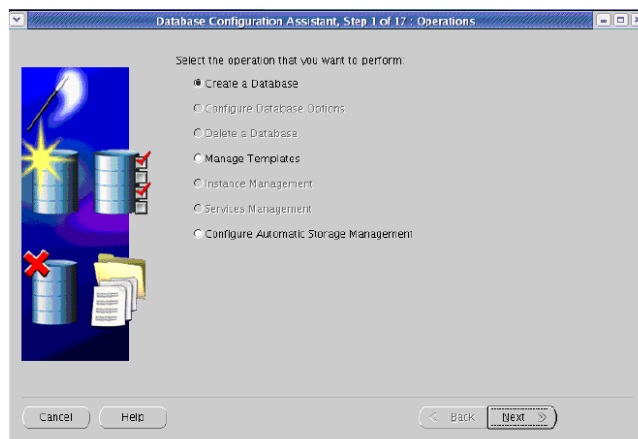 Database Configuration Assistant, Step 1 of 17 : Operations
Select the operation that you want to perform:
Create a Database
Configure Database Options
Delete a Database
Manage Templates
Instance Management
Services Management
Configure Automatic Storage Management
Cancel
Help
Back
Next